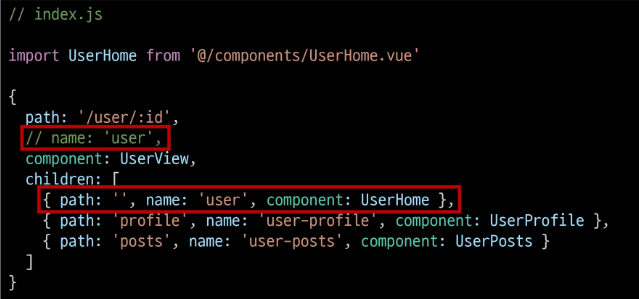 // index.js
import UserHome from '@/components/UserHome.vue'
{
path: '/user/:id',
// name: 'user',
component: UserView,
children: [
{ path: '', name: 'user', component: UserHome },
{ path: 'profile', name: 'user-profile', component: UserProfile },
{ path: 'posts', name: 'user-posts', component: UserPosts }
]
}